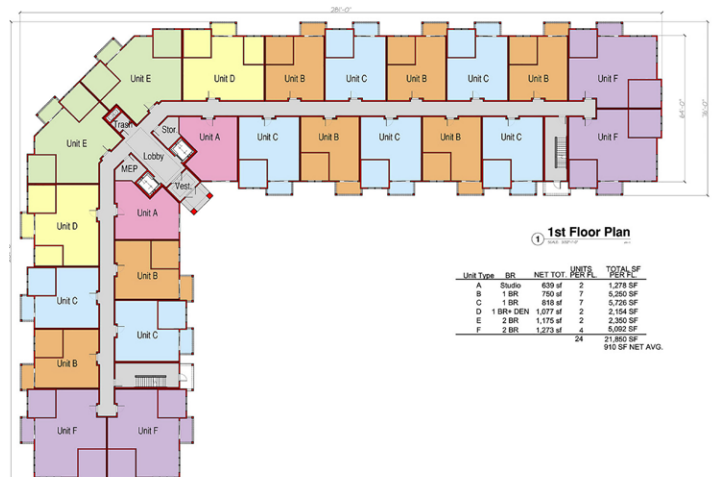 281'-0"
Unit E
Unit D
Unit B
Unit C
Unit B
Unit C
Unit B
Unit F
64'-0"
76'-0"
Trash
Stor.
Unit A
Unit C
Unit B
Unit C
Unit B
Unit C
Unit F
Unit E
Lobby
MEP
Vest.
Unit D
Unit A
Unit B
Unit C
Unit C
Unit B
Unit F
Unit F
1 1st Floor Plan
Unit Type BR NET TOT. UNITS PER FL. TOTAL SF PER FL.
A Studio 639 sf 2 1,278 SF
B 1 BR 750 sf 7 5,250 SF
C 1 BR 818 sf 7 5,726 SF
D 1 BR+ DEN 1,077 sf 2 2,154 SF
E 2 BR 1,175 sf 2 2,350 SF
F 2 BR 1,273 sf 4 5,092 SF
24 21,850 SF
910 SF NET AVG.